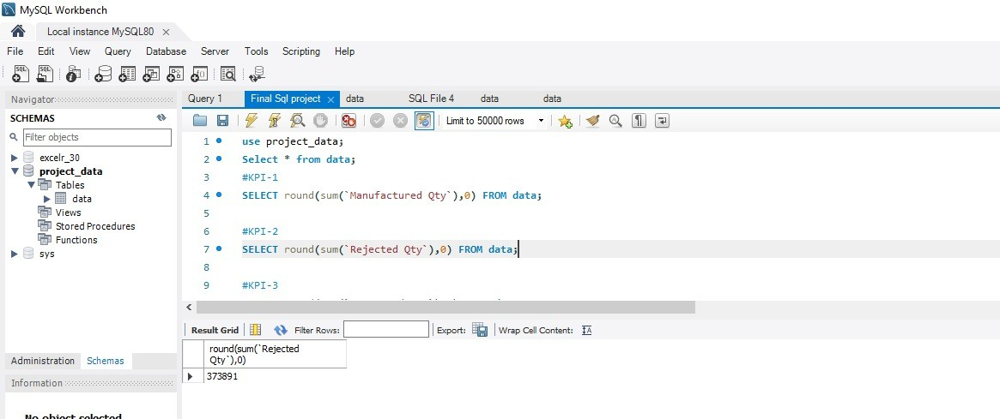 MySQL Workbench
Local instance MySQL80 ×
File Edit View Query Database Server Tools Scripting Help
Navigator
SCHEMAS
Filter objects
excelr_30
project_data
Tables
data
Views
Stored Procedures
Functions
sys
Administration Schemas
Information
No object selected
Query 1 Final Sql project × data SQL File 4 data data
Limit to 50000 rows
1 use project_data;
2 Select * from data;
3 #KPI-1
4 SELECT round(sum(`Manufactured Qty`),0) FROM data;
5
6 #KPI-2
7 SELECT round(sum(`Rejected Qty`),0) FROM data;
8
9 #KPI-3
Result Grid Filter Rows: Export: Wrap Cell Content:
round(sum(`Rejected
Qty`),0)
373891